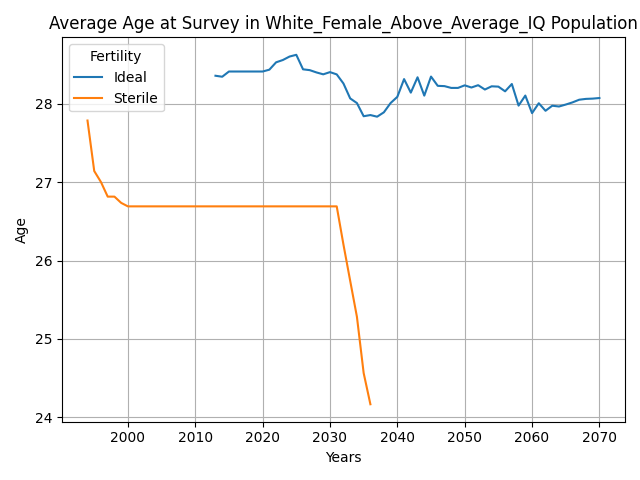 Average Age at Survey in White_Female_Above_Average_IQ Population
Fertility
Ideal
Sterile
28
27
26
25
24
Age
2000
2010
2020
2030
2040
2050
2060
2070
Years